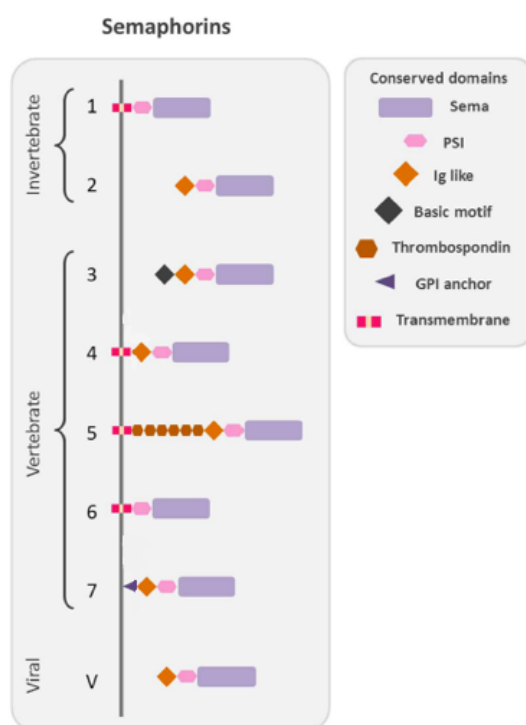 Semaphorins
Invertebrate
1
2
Vertebrate
3
4
5
6
7
Viral
V
Conserved domains
Sema
PSI
Ig like
Basic motif
Thrombospondin
GPI anchor
Transmembrane